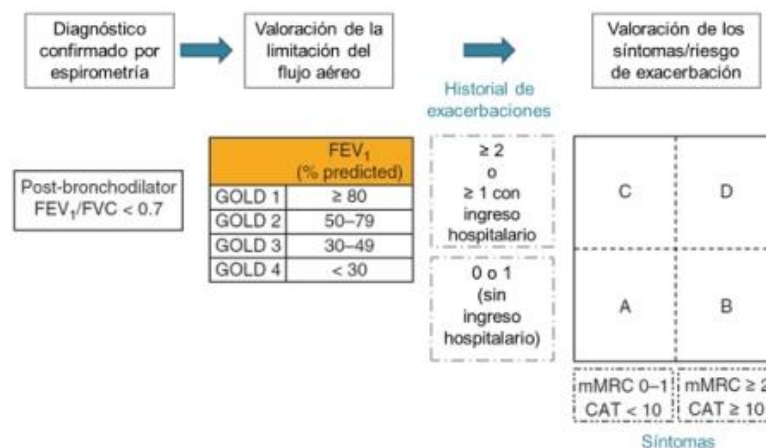 Diagnóstico
confirmado por
espirometría
Valoración de la
limitación del
flujo aéreo
Valoración de los
síntomas/riesgo
de exacerbación
Historial de
exacerbaciones
Post-bronchodilator
FEV₁/FVC < 0.7
FEV₁
(% predicted)
GOLD 1 ≥ 80
GOLD 2 50–79
GOLD 3 30–49
GOLD 4 < 30
≥ 2
o
≥ 1 con
ingreso
hospitalario
0 o 1
(sin
ingreso
hospitalario)
C D
A B
mMRC 0–1 mMRC ≥ 2
CAT < 10 CAT ≥ 10
Síntomas